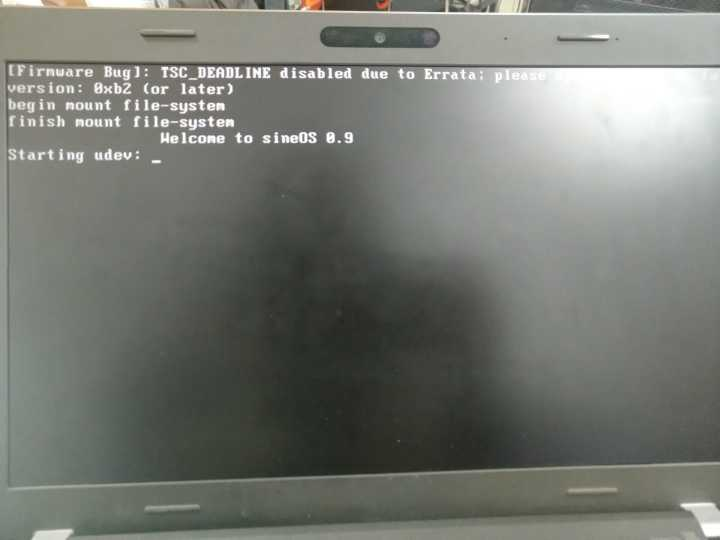 [Firmware Bug]: TSC_DEADLINE disabled due to Errata; please
version: 0xb2 (or later)
begin mount file-system
finish mount file-system
Welcome to sineOS 0.9
Starting udev: _